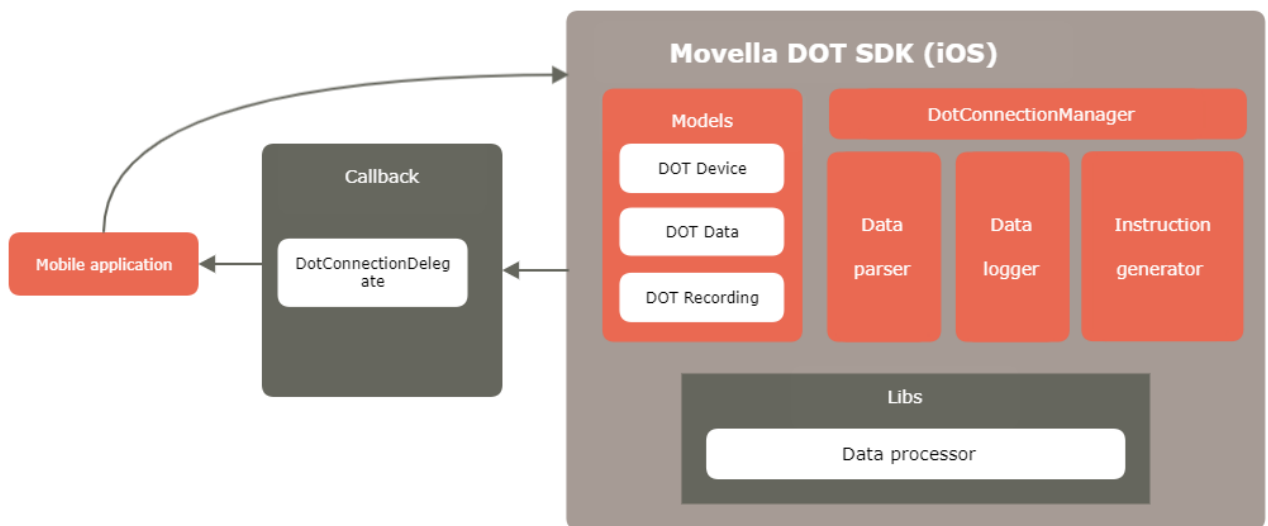 Movella DOT SDK (iOS)
Models
DOT Device
DOT Data
DOT Recording
DotConnectionManager
Data
parser
Data
logger
Instruction
generator
Libs
Data processor
Callback
DotConnectionDeleg
ate
Mobile application